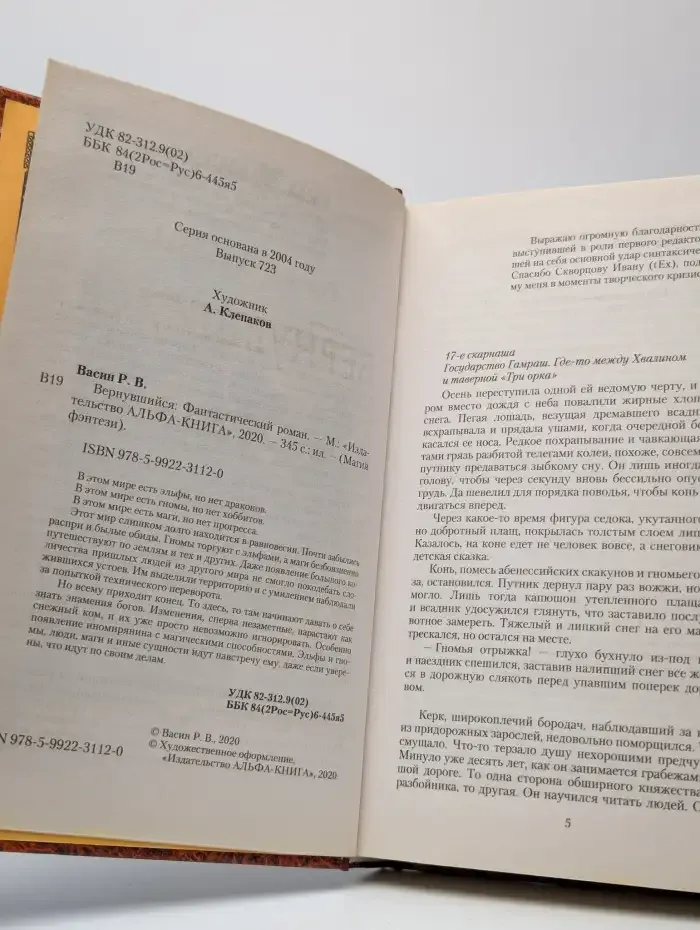 УДК 82-312.9(02)
ББК 84(2Рос=Рус)6-445я5
В19
Серия основана в 2004 году
Выпуск 723
Художник
А. Клепаков
Васин Р. В.
В19
Вернувшийся: Фантастический роман. — М.: «Изда-
тельство АЛЬФА-КНИГА», 2020. — 345 с.: ил. — (Магия
фэнтези).
ISBN 978-5-9922-3112-0
В этом мире есть эльфы, но нет драконов.
В этом мире есть гномы, но нет хоббитов.
В этом мире есть маги, но нет прогресса.
Этот мир слишком долго находится в равновесии. Почти забылись
распри и былые обиды. Гномы торгуют с эльфами, а маги безбоязненно
путешествуют по землям и тех и других. Даже появление большого ко-
личества пришлых людей из другого мира не смогло поколебать сло-
жившихся устоев. Им выделили территорию и с умилением наблюдали
за попыткой технического переворота.
Но всему приходит конец. То здесь, то там начинают давать о себе
знать знамения богов. Изменения, сперва незаметные, нарастают как
снежный ком, и их уже просто невозможно игнорировать. Особенно
появление иномирянина с магическими способностями. Эльфы и гно-
мы, люди, маги и иные сущности идут навстречу ему, даже если увере-
ны, что идут по своим делам.
УДК 82-312.9(02)
ББК 84(2Рос=Рус)6-445я5
© Васин Р. В., 2020
© Художественное оформление,
«Издательство АЛЬФА-КНИГА», 2020
N 978-5-9922-3112-0
Выражаю огромную благодарност
выступившей в роли первого редакто
шей на себя основной удар синтаксиче
Спасибо Скворцову Ивану (tEx), под
му меня в моменты творческого кризис
17-е скарнаша
Государство Гамраш. Где-то между Хвалином
и таверной «Три орка»
Осень переступила одной ей ведомую черту, и
ром вместо дождя с неба повалили жирные хлоп
снега. Пегая лошадь, везущая дремавшего всадн
всхрапывала и прядала ушами, когда очередной бе
касался ее носа. Редкое похрапывание и чавкающа
тами грязь разбитой телегами колеи, похоже, совсем
путнику предаваться зыбкому сну. Он лишь иногда
голову, чтобы через секунду вновь бессильно опус
грудь. Да шевелил для порядка поводья, чтобы конь
двигаться вперед.
Через какое-то время фигура седока, укутанного
но добротный плащ, покрылась толстым слоем лип
Казалось, на коне едет не человек вовсе, а снегови
детская сказка.
Конь, помесь абенессийских скакунов и гномьего
за, остановился. Путник дернул пару раз вожжи, но
могло. Лишь тогда капюшон утепленного плаща
и всадник удосужился глянуть, что заставило послу
вотное замереть. Тяжелый и липкий снег на его ма
трескался, но остался на месте.
— Гномья отрыжка! — глухо бухнуло из-под
и наездник спешился, заставив налипший снег все ж
ся в дорожную слякоть перед упавшим поперек дор
вом.
Керк, широкоплечий бородач, наблюдавший за
из придорожных зарослей, недовольно поморщился.
смущало. Что-то терзало душу нехорошими предчу
Минуло уже десять лет, как он занимается грабежам
шой дороге. То одна сторона обширного княжества
разбойника, то другая. Он научился читать людей. С
5